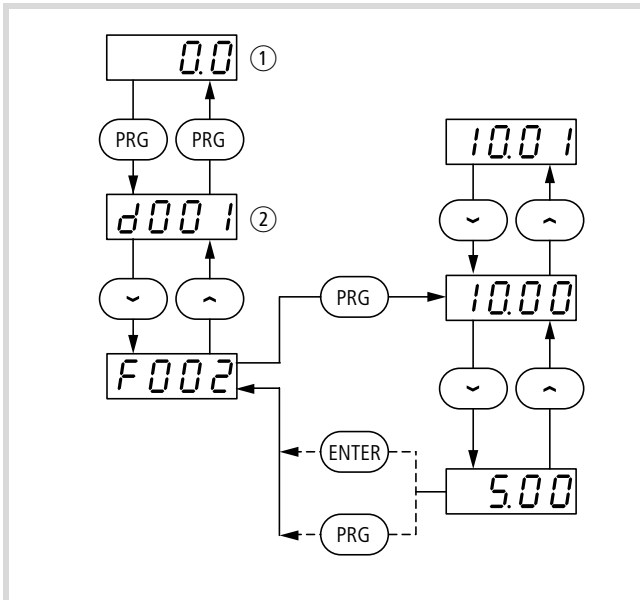 0.0 ①
PRG PRG
10.01
d001 ②
PRG 10.00
F002
ENTER
5.00
PRG